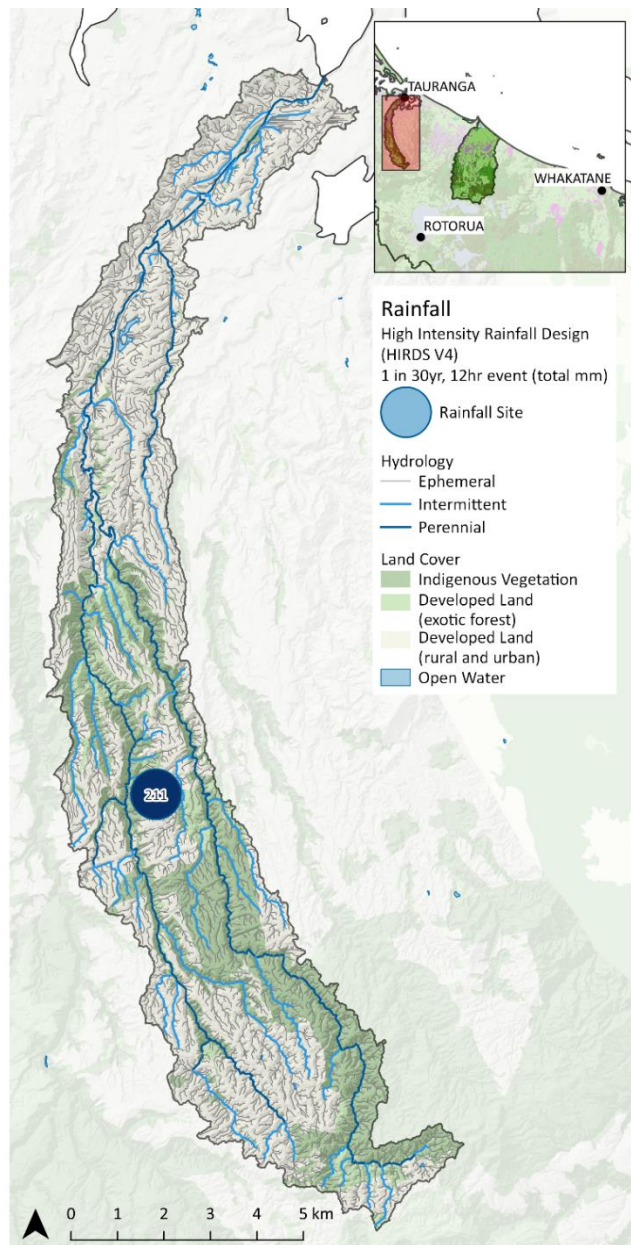 TAURANGA
WHAKATANE
ROTORUA
Rainfall
High Intensity Rainfall Design
(HIRDS V4)
1 in 30yr, 12hr event (total mm)
Rainfall Site
Hydrology
Ephemeral
Intermittent
Perennial
Land Cover
Indigenous Vegetation
Developed Land
(exotic forest)
Developed Land
(rural and urban)
Open Water
211
0 1 2 3 4 5 km